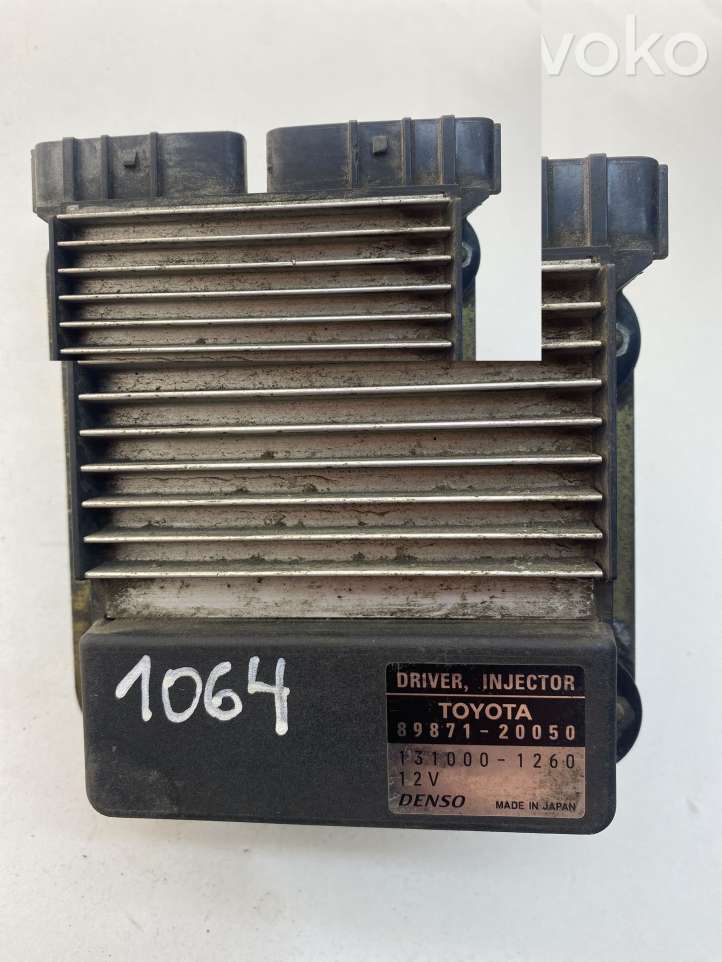 voko
1064
DRIVER, INJECTOR
TOYOTA
89871-20050
131000-1260
12V
DENSO MADE IN JAPAN